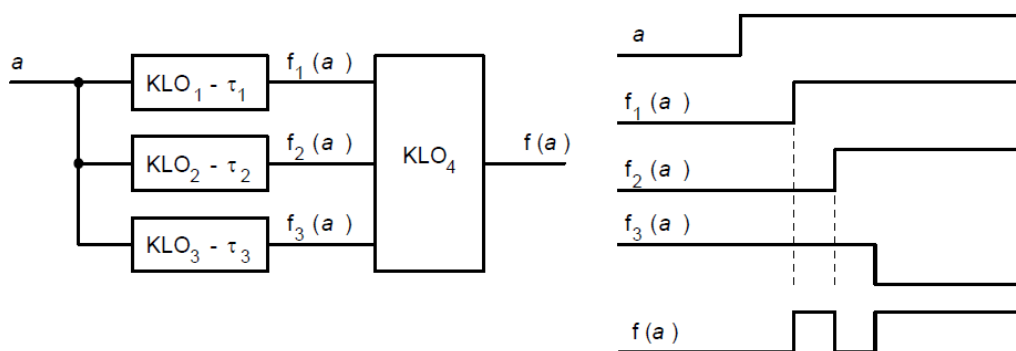 a
KLO₁ - τ₁
f₁(a)
KLO₂ - τ₂
f₂(a)
KLO₃ - τ₃
f₃(a)
KLO₄
f(a)
a
f₁(a)
f₂(a)
f₃(a)
f(a)